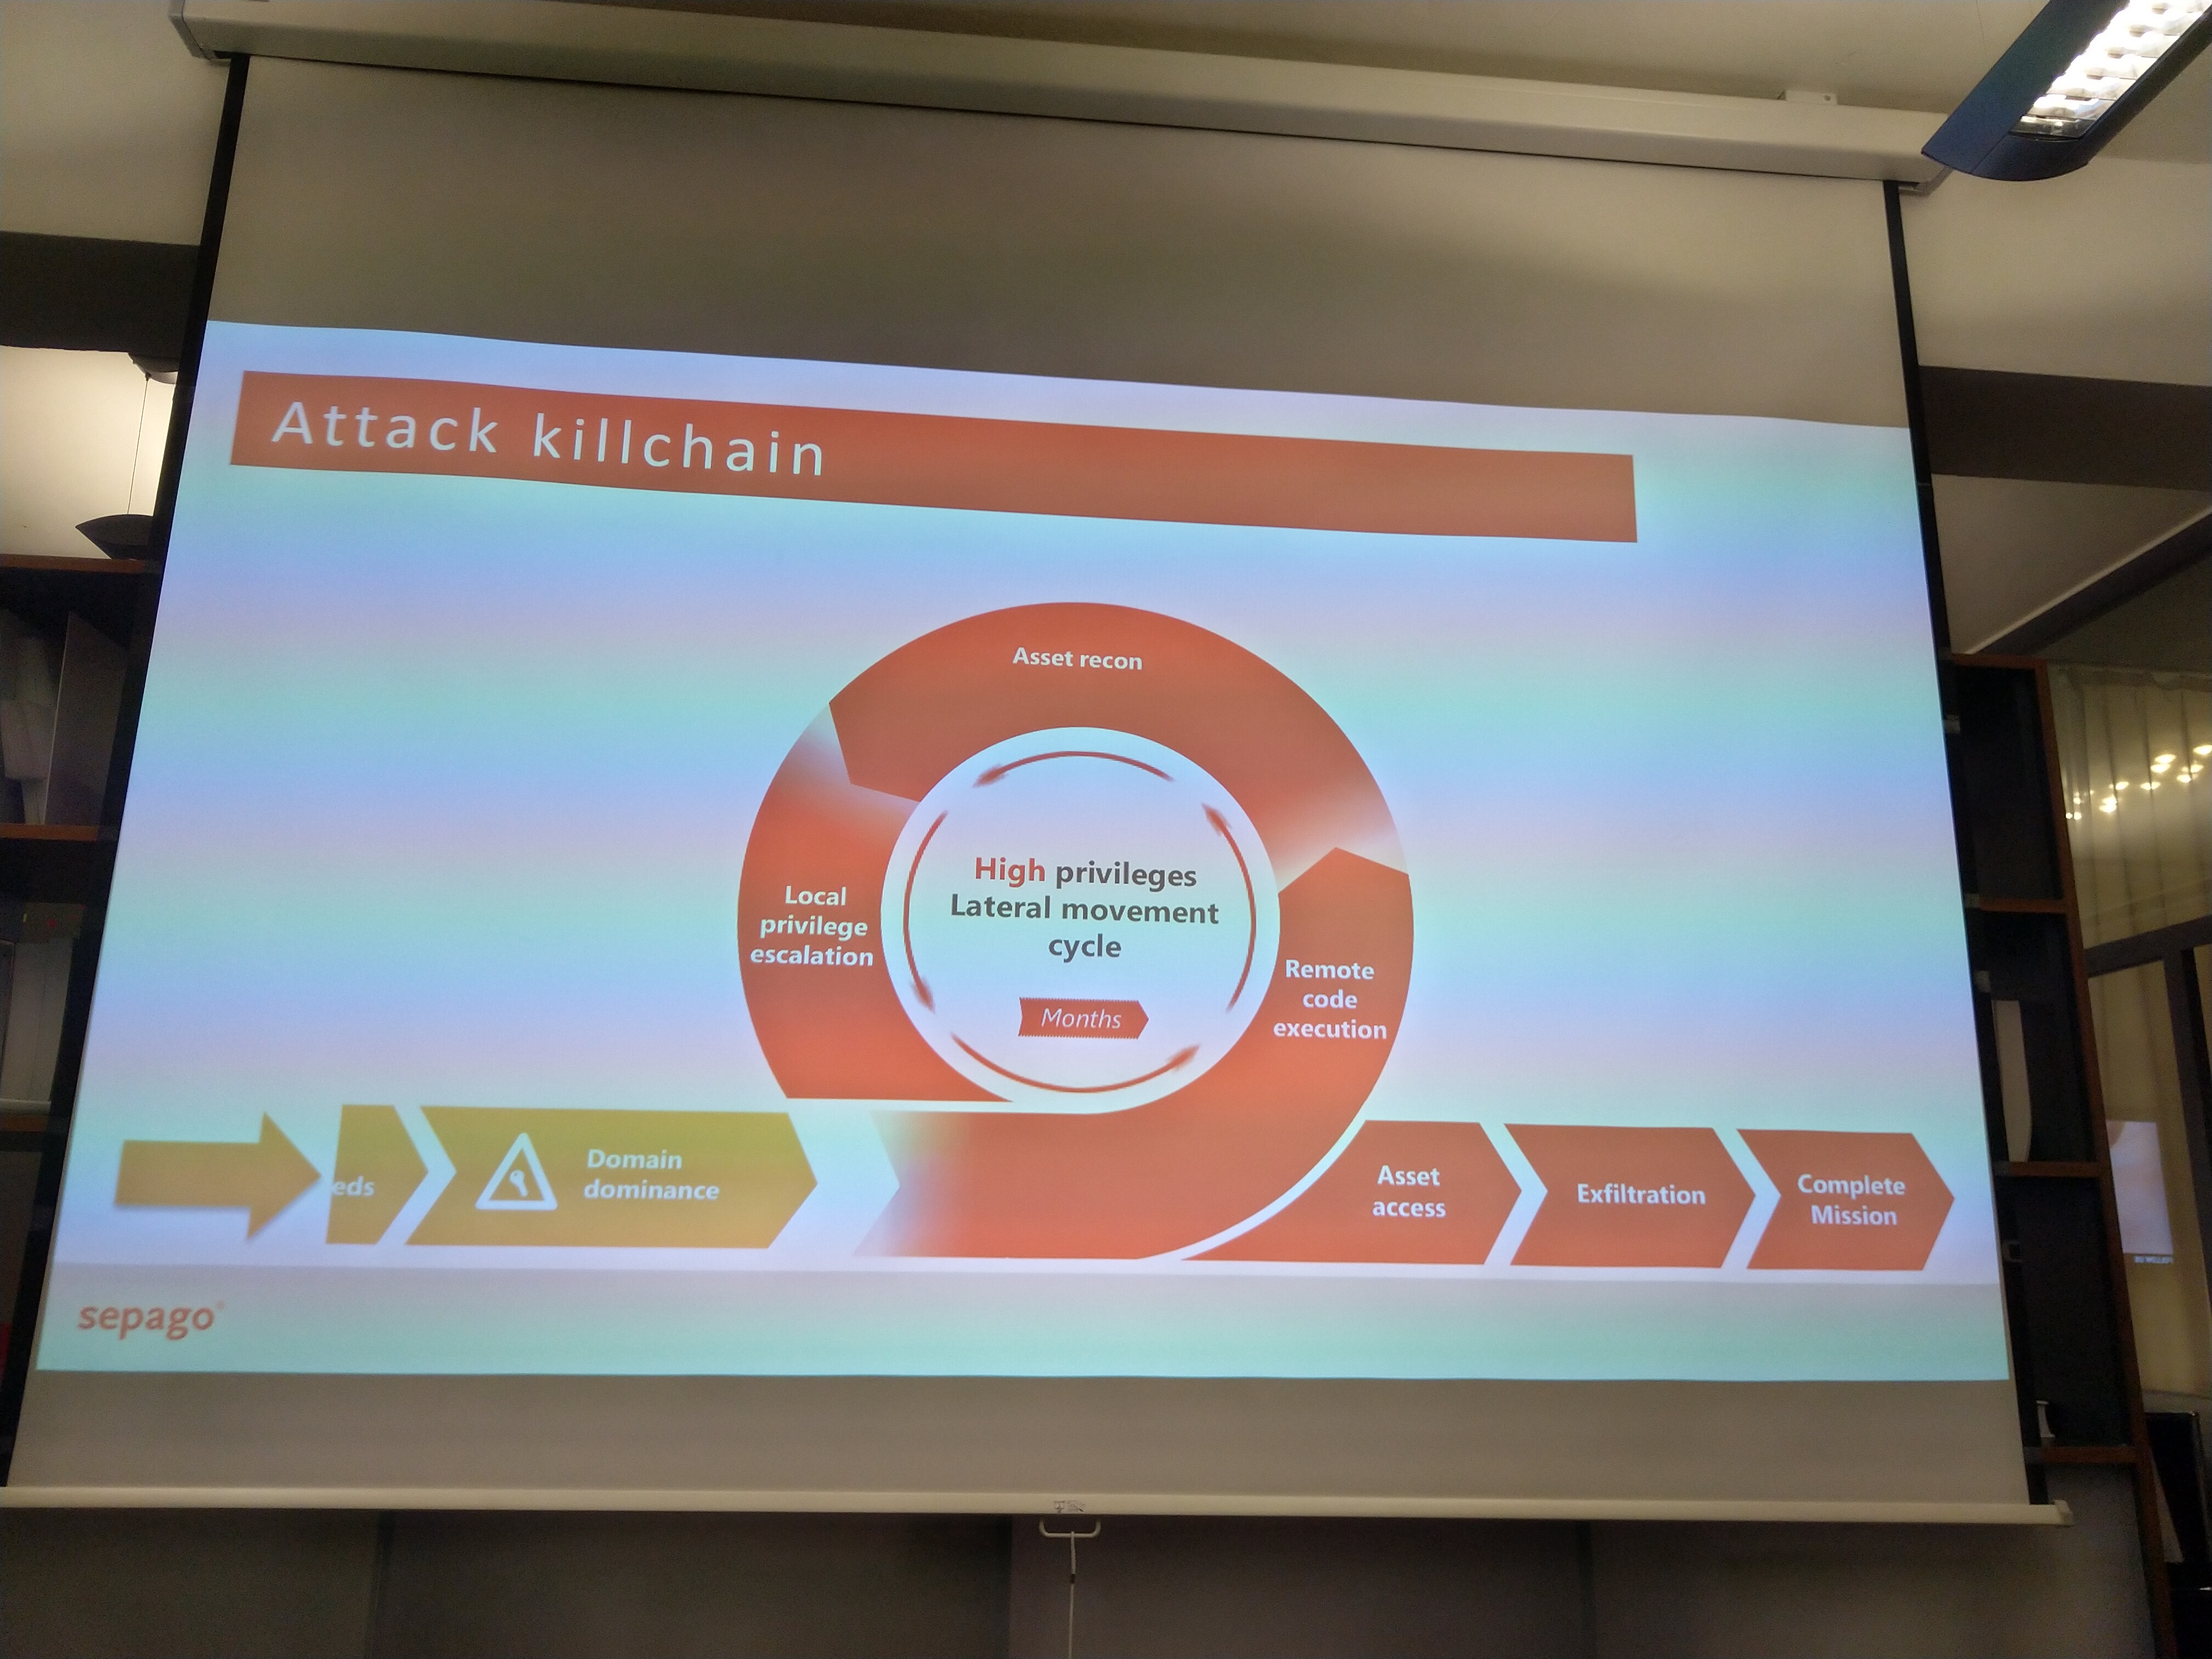 Attack killchain
Asset recon
High privileges
Lateral movement
cycle
Months
Local
privilege
escalation
Remote
code
execution
eds
Domain
dominance
Asset
access
Exfiltration
Complete
Mission
sepago